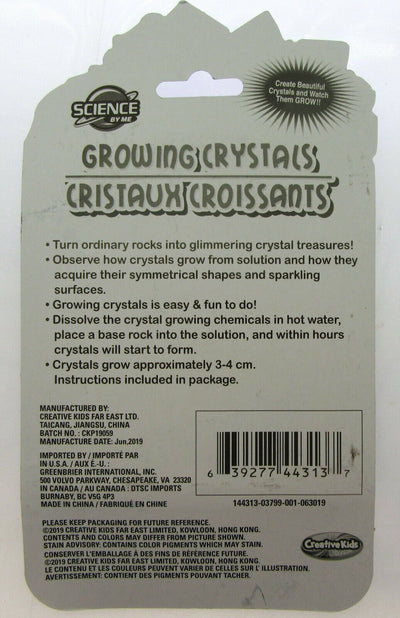 Create Beautiful
Crystals and Watch
Them GROW!!
SCIENCE
BY ME
GROWING CRYSTALS
CRISTAUX CROISSANTS
• Turn ordinary rocks into glimmering crystal treasures!
• Observe how crystals grow from solution and how they
acquire their symmetrical shapes and sparkling
surfaces.
• Growing crystals is easy & fun to do!
• Dissolve the crystal growing chemicals in hot water,
place a base rock into the solution, and within hours
crystals will start to form.
• Crystals grow approximately 3-4 cm.
Instructions included in package.
MANUFACTURED BY:
CREATIVE KIDS FAR EAST LTD.
TAICANG, JIANGSU, CHINA
BATCH NO.: CKP19059
MANUFACTURE DATE: Jun,2019
IMPORTED BY / IMPORTÉ PAR
IN U.S.A. / AUX É.-U. :
GREENBRIER INTERNATIONAL, INC.
500 VOLVO PARKWAY, CHESAPEAKE, VA 23320
IN CANADA / AU CANADA : DTSC IMPORTS
BURNABY, BC V5G 4P3
MADE IN CHINA / FABRIQUÉ EN CHINE
6 39277 44313 7
144313-03799-001-063019
PLEASE KEEP PACKAGING FOR FUTURE REFERENCE.
©2019 CREATIVE KIDS FAR EAST LIMITED, KOWLOON, HONG KONG.
CONTENTS AND COLORS MAY DIFFER FROM PICTURE SHOWN.
STAIN ADVISORY: CONTAINS COLOR PIGMENTS WHICH MAY STAIN.
CONSERVER L'EMBALLAGE À DES FINS DE RÉFÉRENCE FUTURE.
©2019 CREATIVE KIDS FAR EAST LIMITED, KOWLOON, HONG KONG.
LE CONTENU ET LES COULEURS PEUVENT VARIER DE CELLES SUR L' ILLUSTRATION.
AVERTISSEMENT: CONTIENT DES PIGMENTS POUVANT TACHER.
Creative Kids